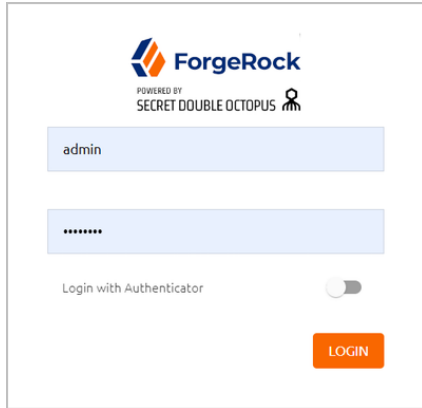 ForgeRock
POWERED BY
SECRET DOUBLE OCTOPUS
admin
••••••••
Login with Authenticator
LOGIN